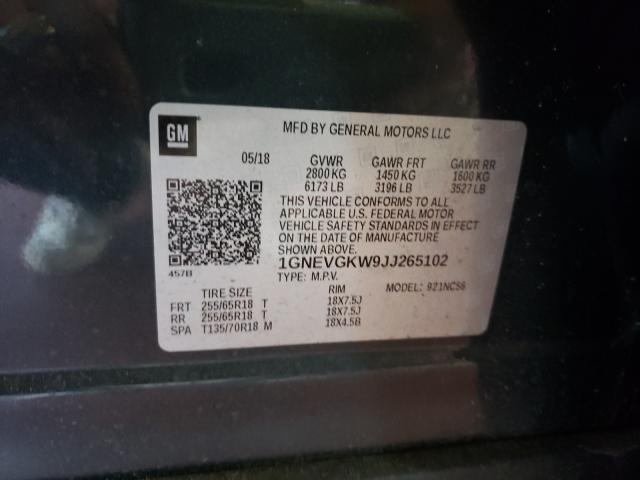 GM
MFD BY GENERAL MOTORS LLC
05/18 GVWR GAWR FRT GAWR RR
2800 KG 1450 KG 1600 KG
6173 LB 3196 LB 3527 LB
THIS VEHICLE CONFORMS TO ALL
APPLICABLE U.S. FEDERAL MOTOR
VEHICLE SAFETY STANDARDS IN EFFECT
ON THE DATE OF MANUFACTURE
SHOWN ABOVE.
457B
1GNEVGKW9JJ265102
TYPE: M.P.V. MODEL: 921NCS6
TIRE SIZE RIM
FRT 255/65R18 T 18X7.5J
RR 255/65R18 T 18X7.5J
SPA T135/70R18 M 18X4.5B